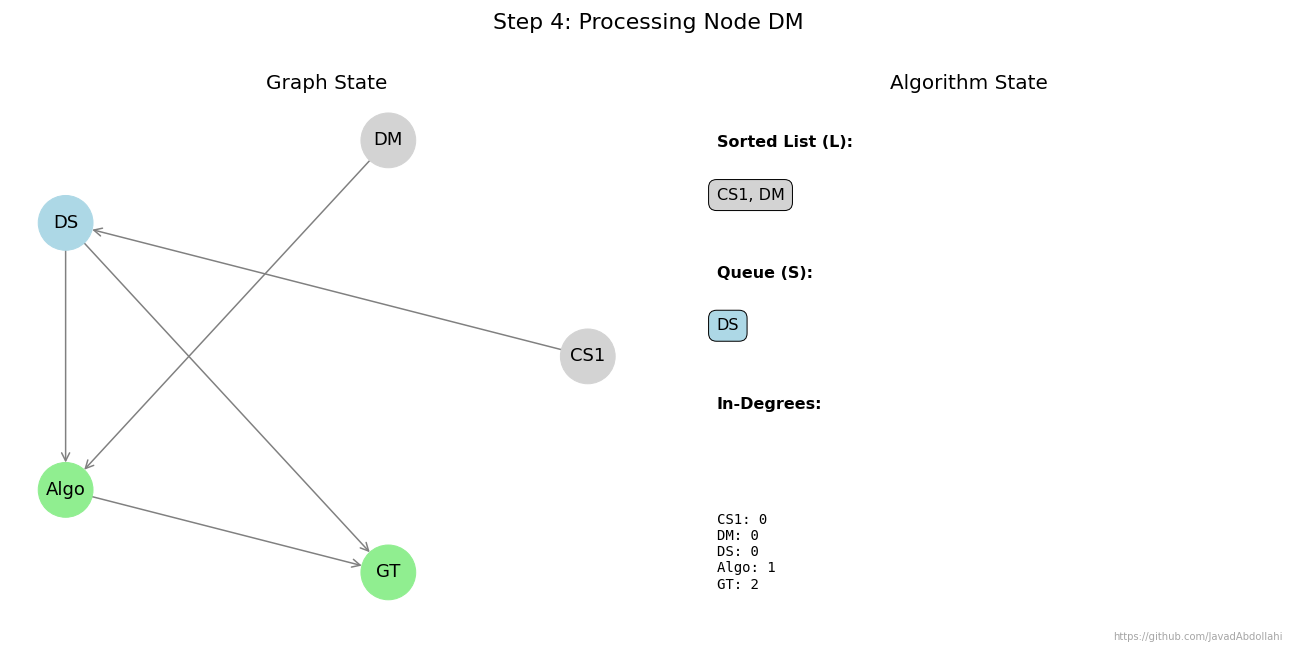 Step 4: Processing Node DM
Graph State
DM
DS
CS1
Algo
GT
Algorithm State
Sorted List (L):
CS1, DM
Queue (S):
DS
In-Degrees:
CS1: 0
DM: 0
DS: 0
Algo: 1
GT: 2
https://github.com/JavadAbdollahi